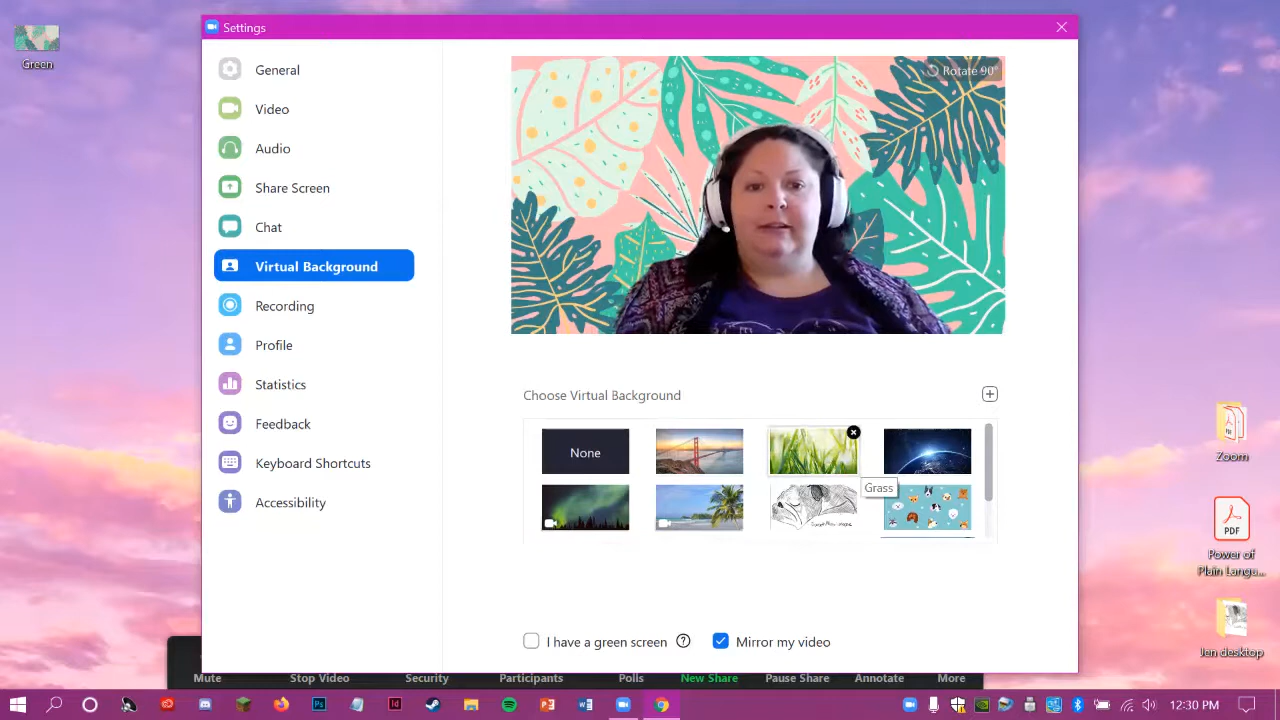 Settings
Green
General
Video
Audio
Share Screen
Chat
Virtual Background
Recording
Profile
Statistics
Feedback
Keyboard Shortcuts
Accessibility
Rotate 90°
Choose Virtual Background
None
Grass
I have a green screen
?
Mirror my video
Zoom
PDF
Power of
Plain Langu...
Jen desktop
Mute
Stop Video
Security
Participants
Polls
New Share
Pause Share
Annotate
More
Ps
Id
12:30 PM